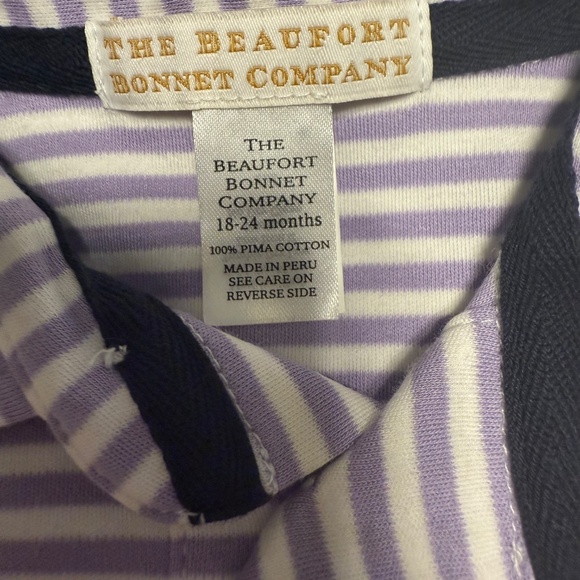 THE BEAUFORT
BONNET COMPANY
THE
BEAUFORT
BONNET
COMPANY
18-24 months
100% PIMA COTTON
MADE IN PERU
SEE CARE ON
REVERSE SIDE